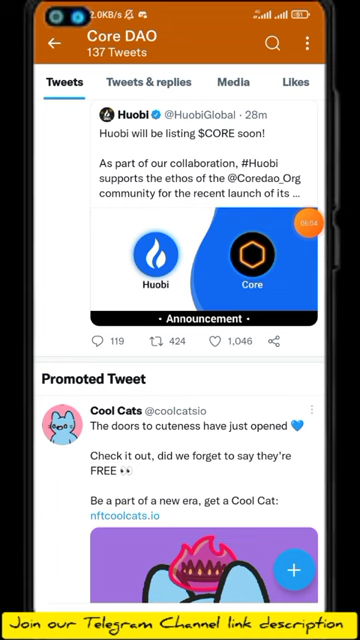 2.0KB/s
51
Core DAO
137 Tweets
Tweets
Tweets & replies
Media
Likes
Huobi @HuobiGlobal · 28m
Huobi will be listing $CORE soon!
As part of our collaboration, #Huobi
supports the ethos of the @Coredao_Org
community for the recent launch of its ...
Huobi
Core
• Announcement •
119
424
1,046
Promoted Tweet
Cool Cats @coolcatsio
The doors to cuteness have just opened 💙
Check it out, did we forget to say they're
FREE 👀
Be a part of a new era, get a Cool Cat:
nftcoolcats.io
Join our Telegram Channel link description